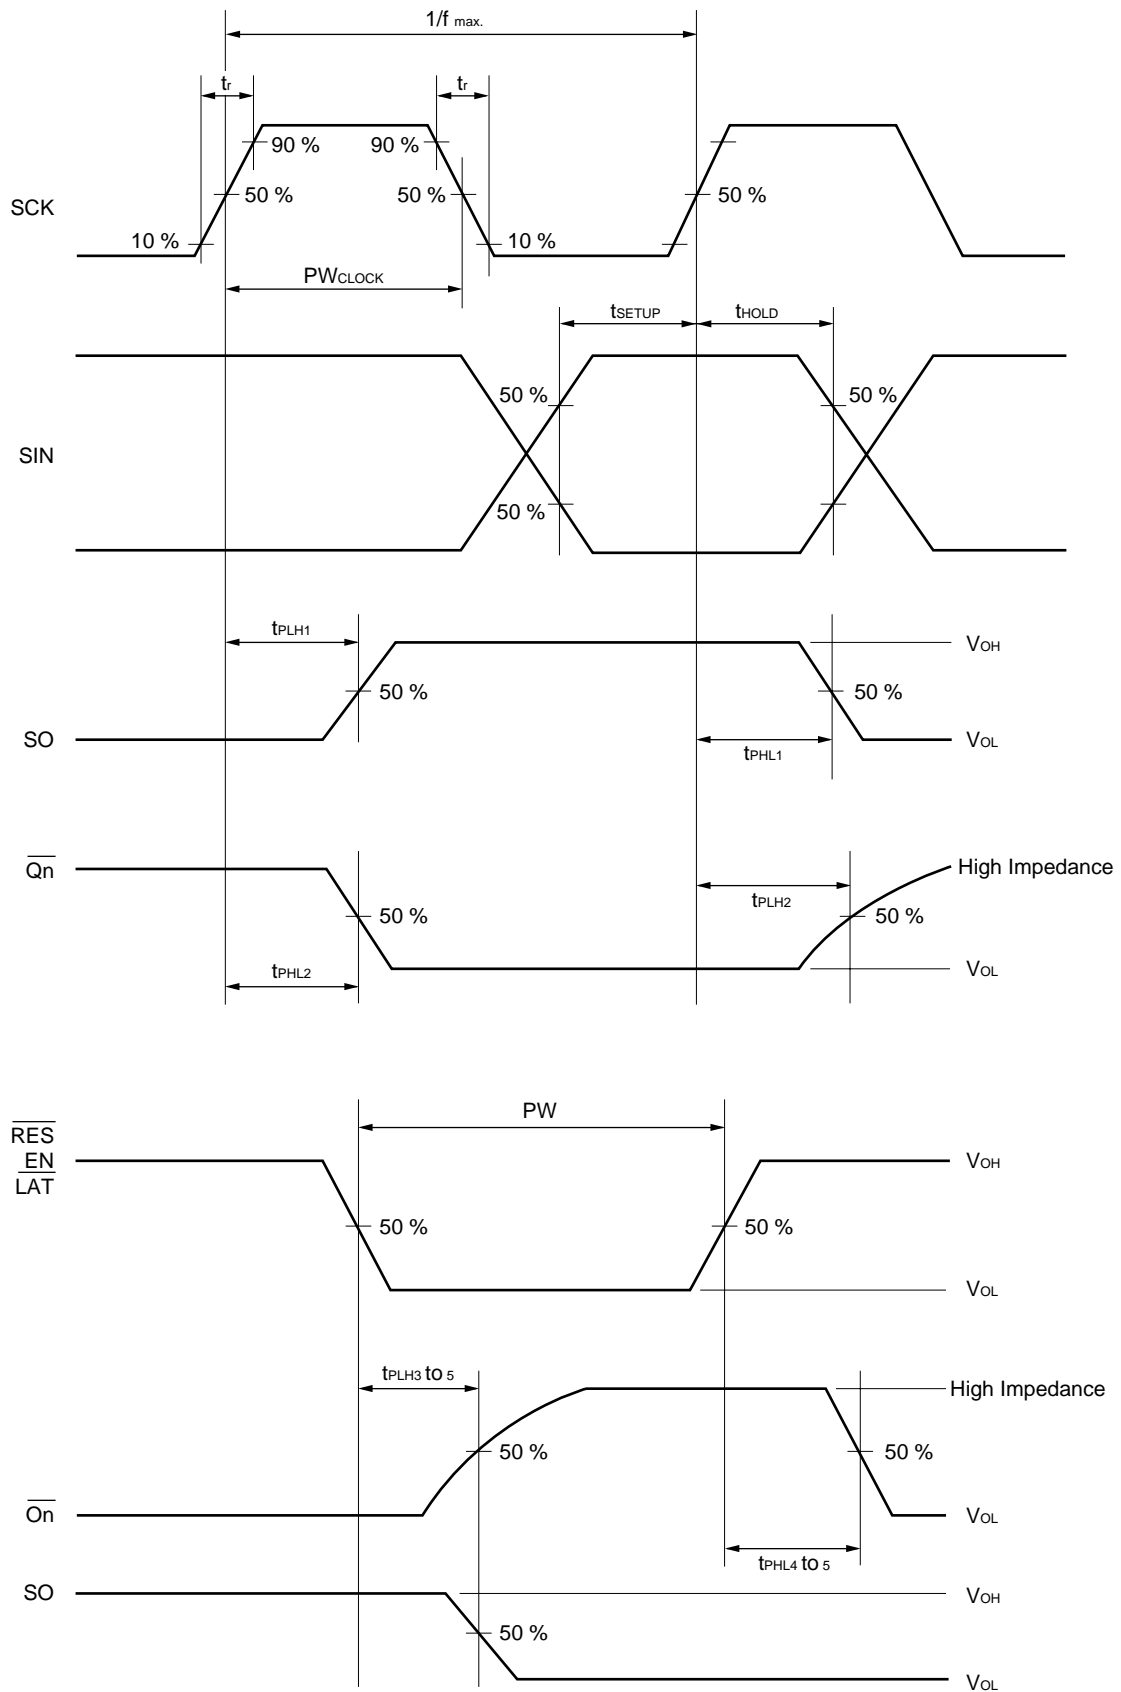 1/f max.
tr tr
90 % 90 %
SCK 50 % 50 % 50 %
10 % 10 %
PWCLOCK
tSETUP tHOLD
50 % 50 %
SIN
50 %
tPLH1 VOH
50 % 50 %
SO VOL
tPHL1
Qn High Impedance
tPLH2
50 % 50 %
tPHL2 VOL
PW
RES
EN VOH
LAT
50 % 50 %
VOL
tPLH3 to 5 High Impedance
50 % 50 %
On VOL
tPHL4 to 5
SO VOH
50 %
VOL